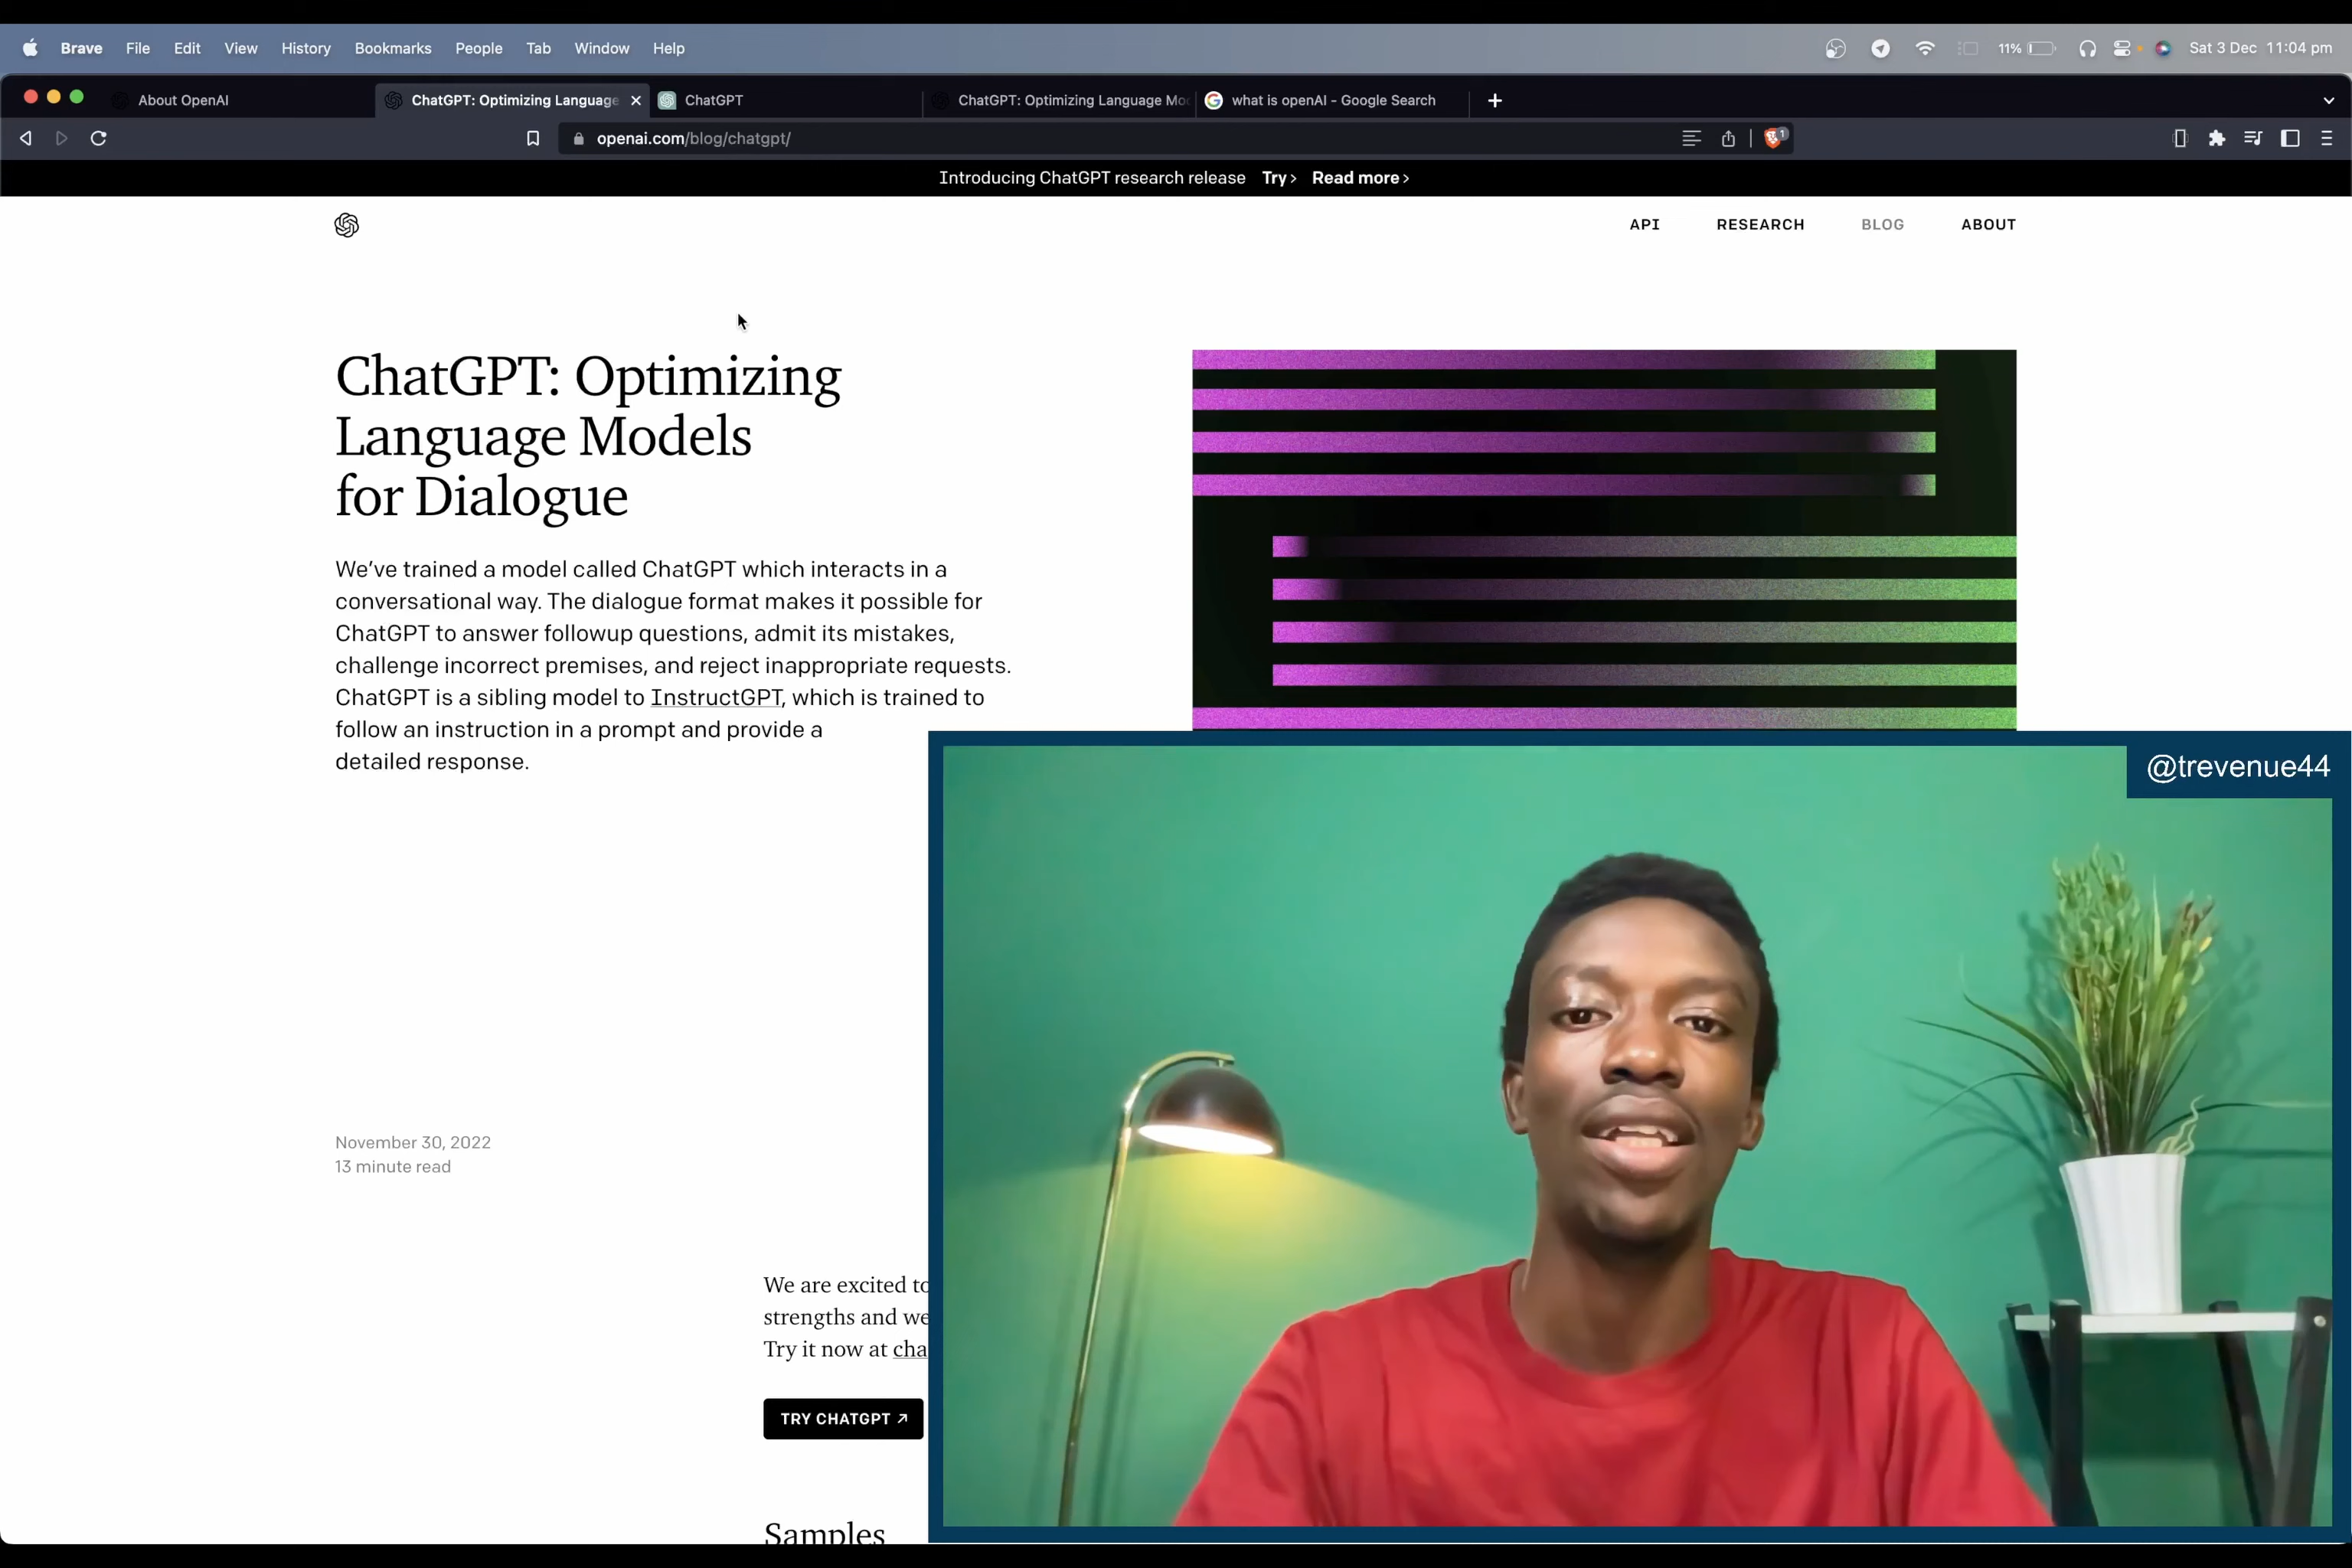 Brave File Edit View History Bookmarks People Tab Window Help
11% Sat 3 Dec 11:04 pm
About OpenAI
ChatGPT: Optimizing Language
ChatGPT
ChatGPT: Optimizing Language Mo
what is openAI - Google Search
openai.com/blog/chatgpt/
1
Introducing ChatGPT research release Try › Read more ›
API RESEARCH BLOG ABOUT
ChatGPT: Optimizing
Language Models
for Dialogue
We’ve trained a model called ChatGPT which interacts in a
conversational way. The dialogue format makes it possible for
ChatGPT to answer followup questions, admit its mistakes,
challenge incorrect premises, and reject inappropriate requests.
ChatGPT is a sibling model to InstructGPT, which is trained to
follow an instruction in a prompt and provide a
detailed response.
@trevenue44
November 30, 2022
13 minute read
We are excited to
strengths and we
Try it now at cha
TRY CHATGPT ↗
Samples